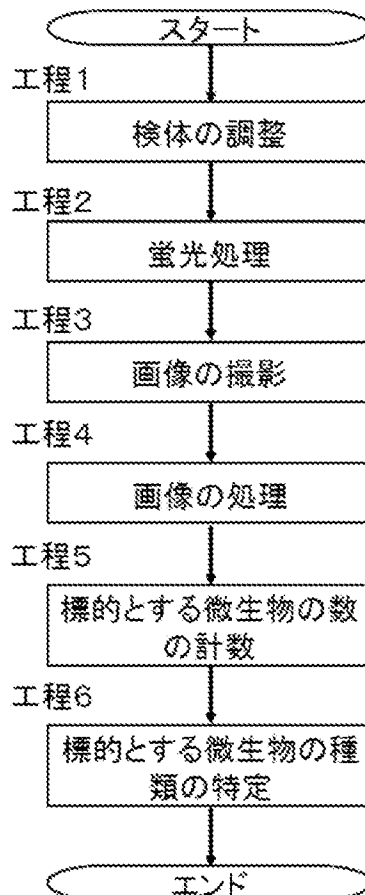 スタート
工程1
検体の調整
工程2
蛍光処理
工程3
画像の撮影
工程4
画像の処理
工程5
標的とする微生物の数
の計数
工程6
標的とする微生物の種
類の特定
エンド